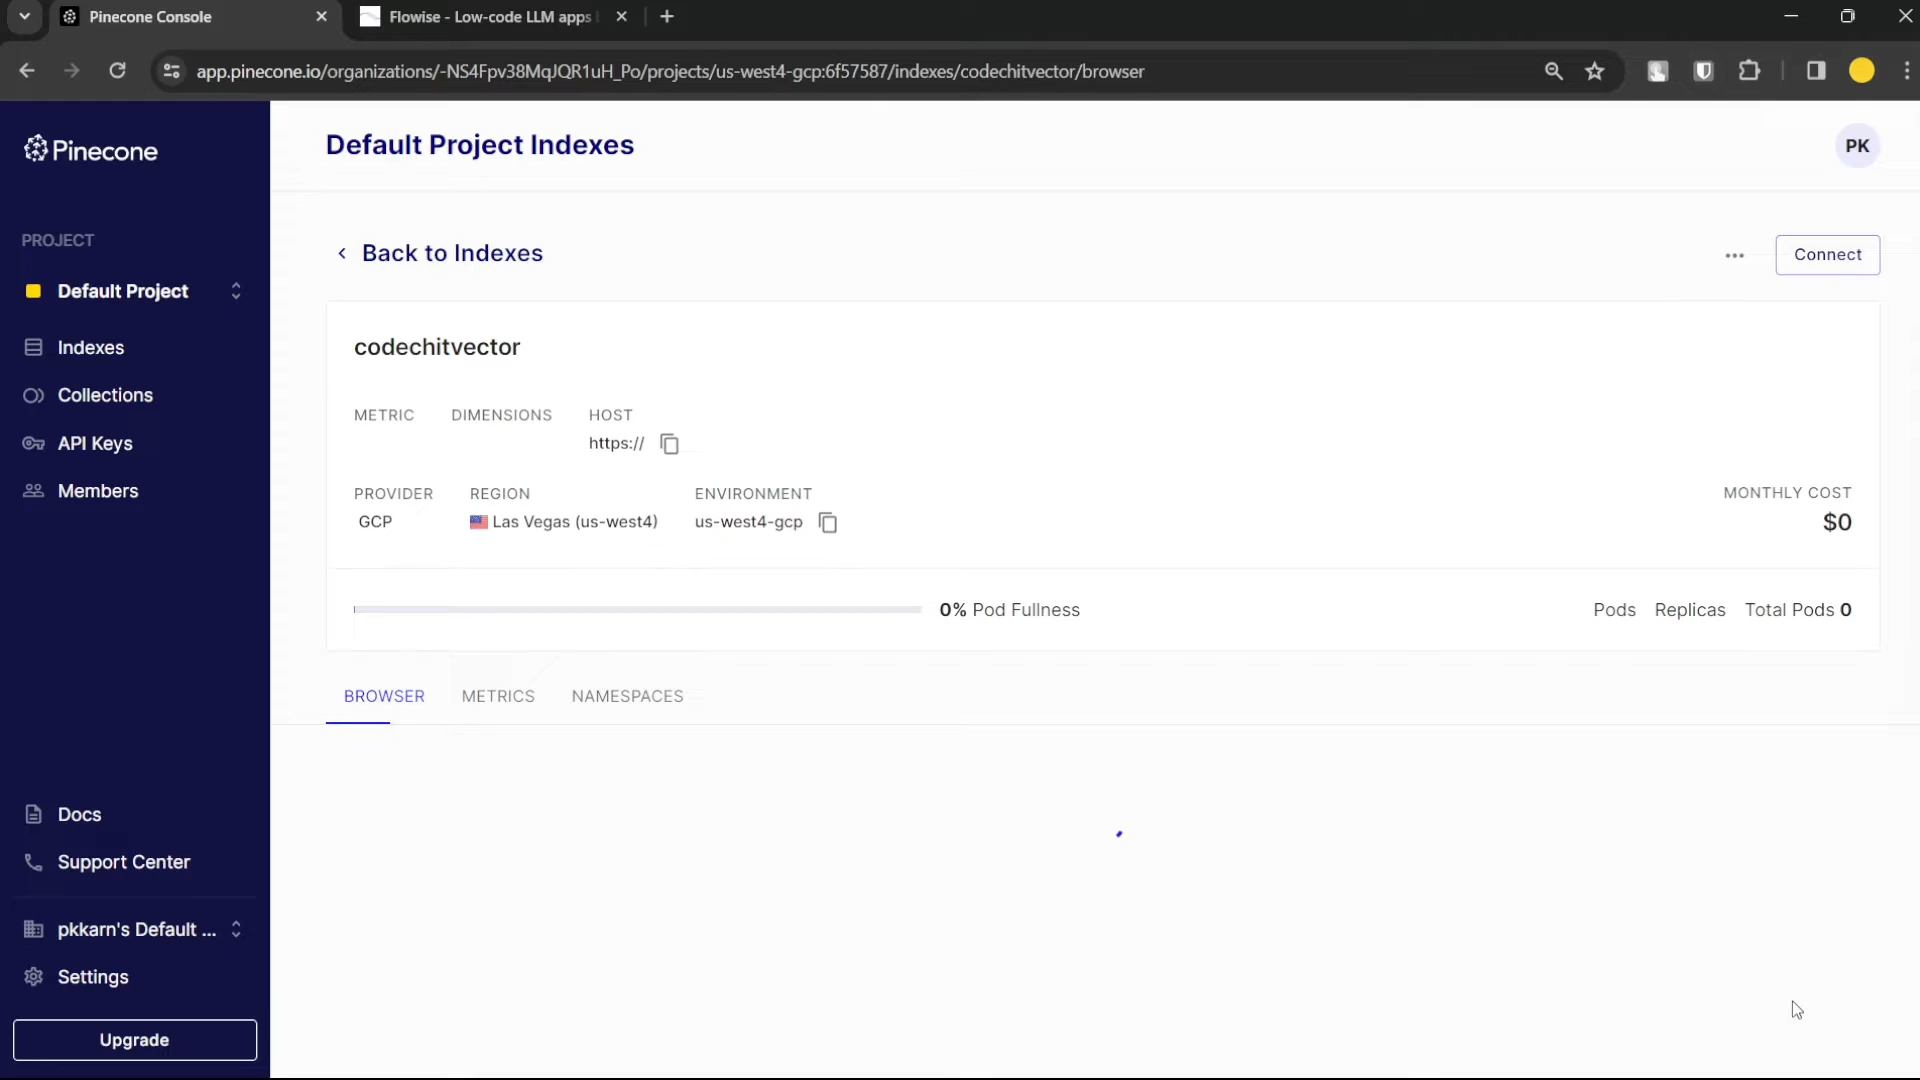 Pinecone Console
Flowise - Low-code LLM apps
app.pinecone.io/organizations/-NS4Fpv38MqJQR1uH_Po/projects/us-west4-gcp:6f57587/indexes/codechitvector/browser
Pinecone
Default Project Indexes
PK
PROJECT
Default Project
Indexes
Collections
API Keys
Members
Docs
Support Center
pkkarn's Default ...
Settings
Upgrade
Back to Indexes
Connect
codechitvector
METRIC DIMENSIONS HOST
https://
PROVIDER REGION ENVIRONMENT MONTHLY COST
GCP Las Vegas (us-west4) us-west4-gcp $0
0% Pod Fullness Pods Replicas Total Pods 0
BROWSER METRICS NAMESPACES